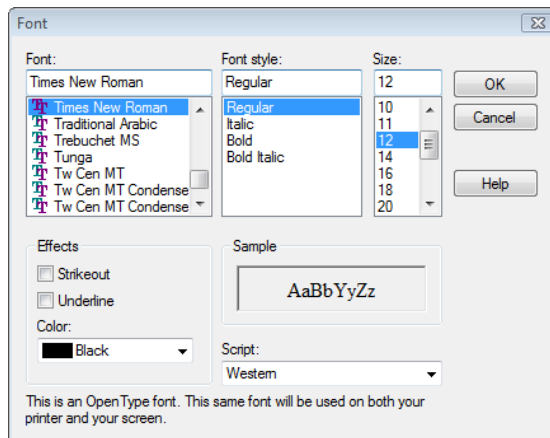 Font
Font:
Times New Roman
Times New Roman
Traditional Arabic
Trebuchet MS
Tunga
Tw Cen MT
Tw Cen MT Condense
Tw Cen MT Condense
Font style:
Regular
Regular
Italic
Bold
Bold Italic
Size:
12
10
11
12
14
16
18
20
OK
Cancel
Help
Effects
Strikeout
Underline
Color:
Black
Sample
AaBbYyZz
Script:
Western
This is an OpenType font. This same font will be used on both your
printer and your screen.